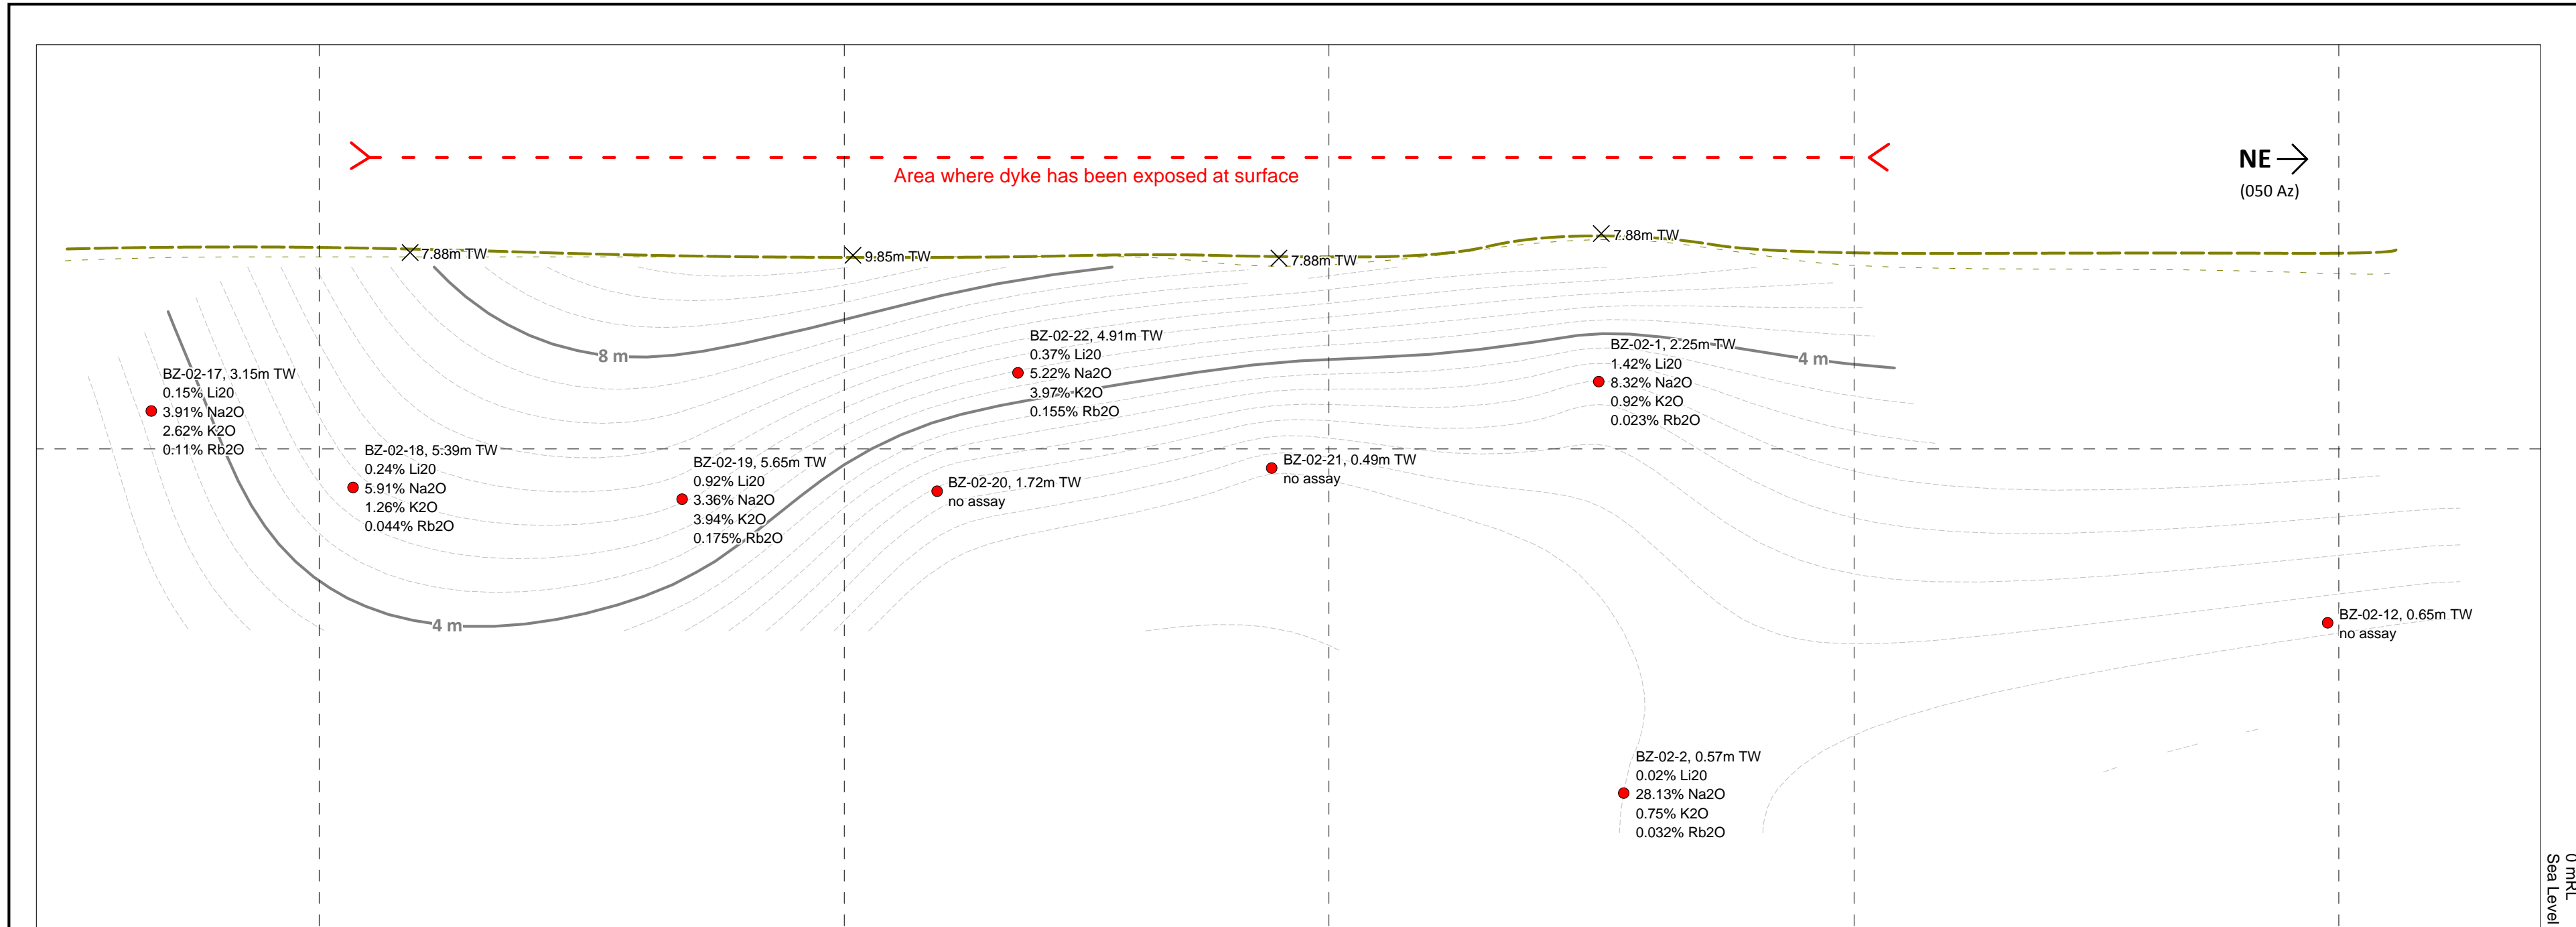 Area where dyke has been exposed at surface
NE
(050 Az)
7.88m TW
9.85m TW
7.88m TW
7.88m TW
8 m
BZ-02-22, 4.91m TW
0.37% Li20
5.22% Na2O
3.97% K2O
0.155% Rb2O
BZ-02-1, 2.25m TW
1.42% Li20
8.32% Na2O
0.92% K2O
0.023% Rb2O
4 m
BZ-02-17, 3.15m TW
0.15% Li20
3.91% Na2O
2.62% K2O
0.11% Rb2O
BZ-02-18, 5.39m TW
0.24% Li20
5.91% Na2O
1.26% K2O
0.044% Rb2O
BZ-02-19, 5.65m TW
0.92% Li20
3.36% Na2O
3.94% K2O
0.175% Rb2O
BZ-02-20, 1.72m TW
no assay
BZ-02-21, 0.49m TW
no assay
4 m
BZ-02-12, 0.65m TW
no assay
BZ-02-2, 0.57m TW
0.02% Li20
28.13% Na2O
0.75% K2O
0.032% Rb2O
0 mRL
Sea Level